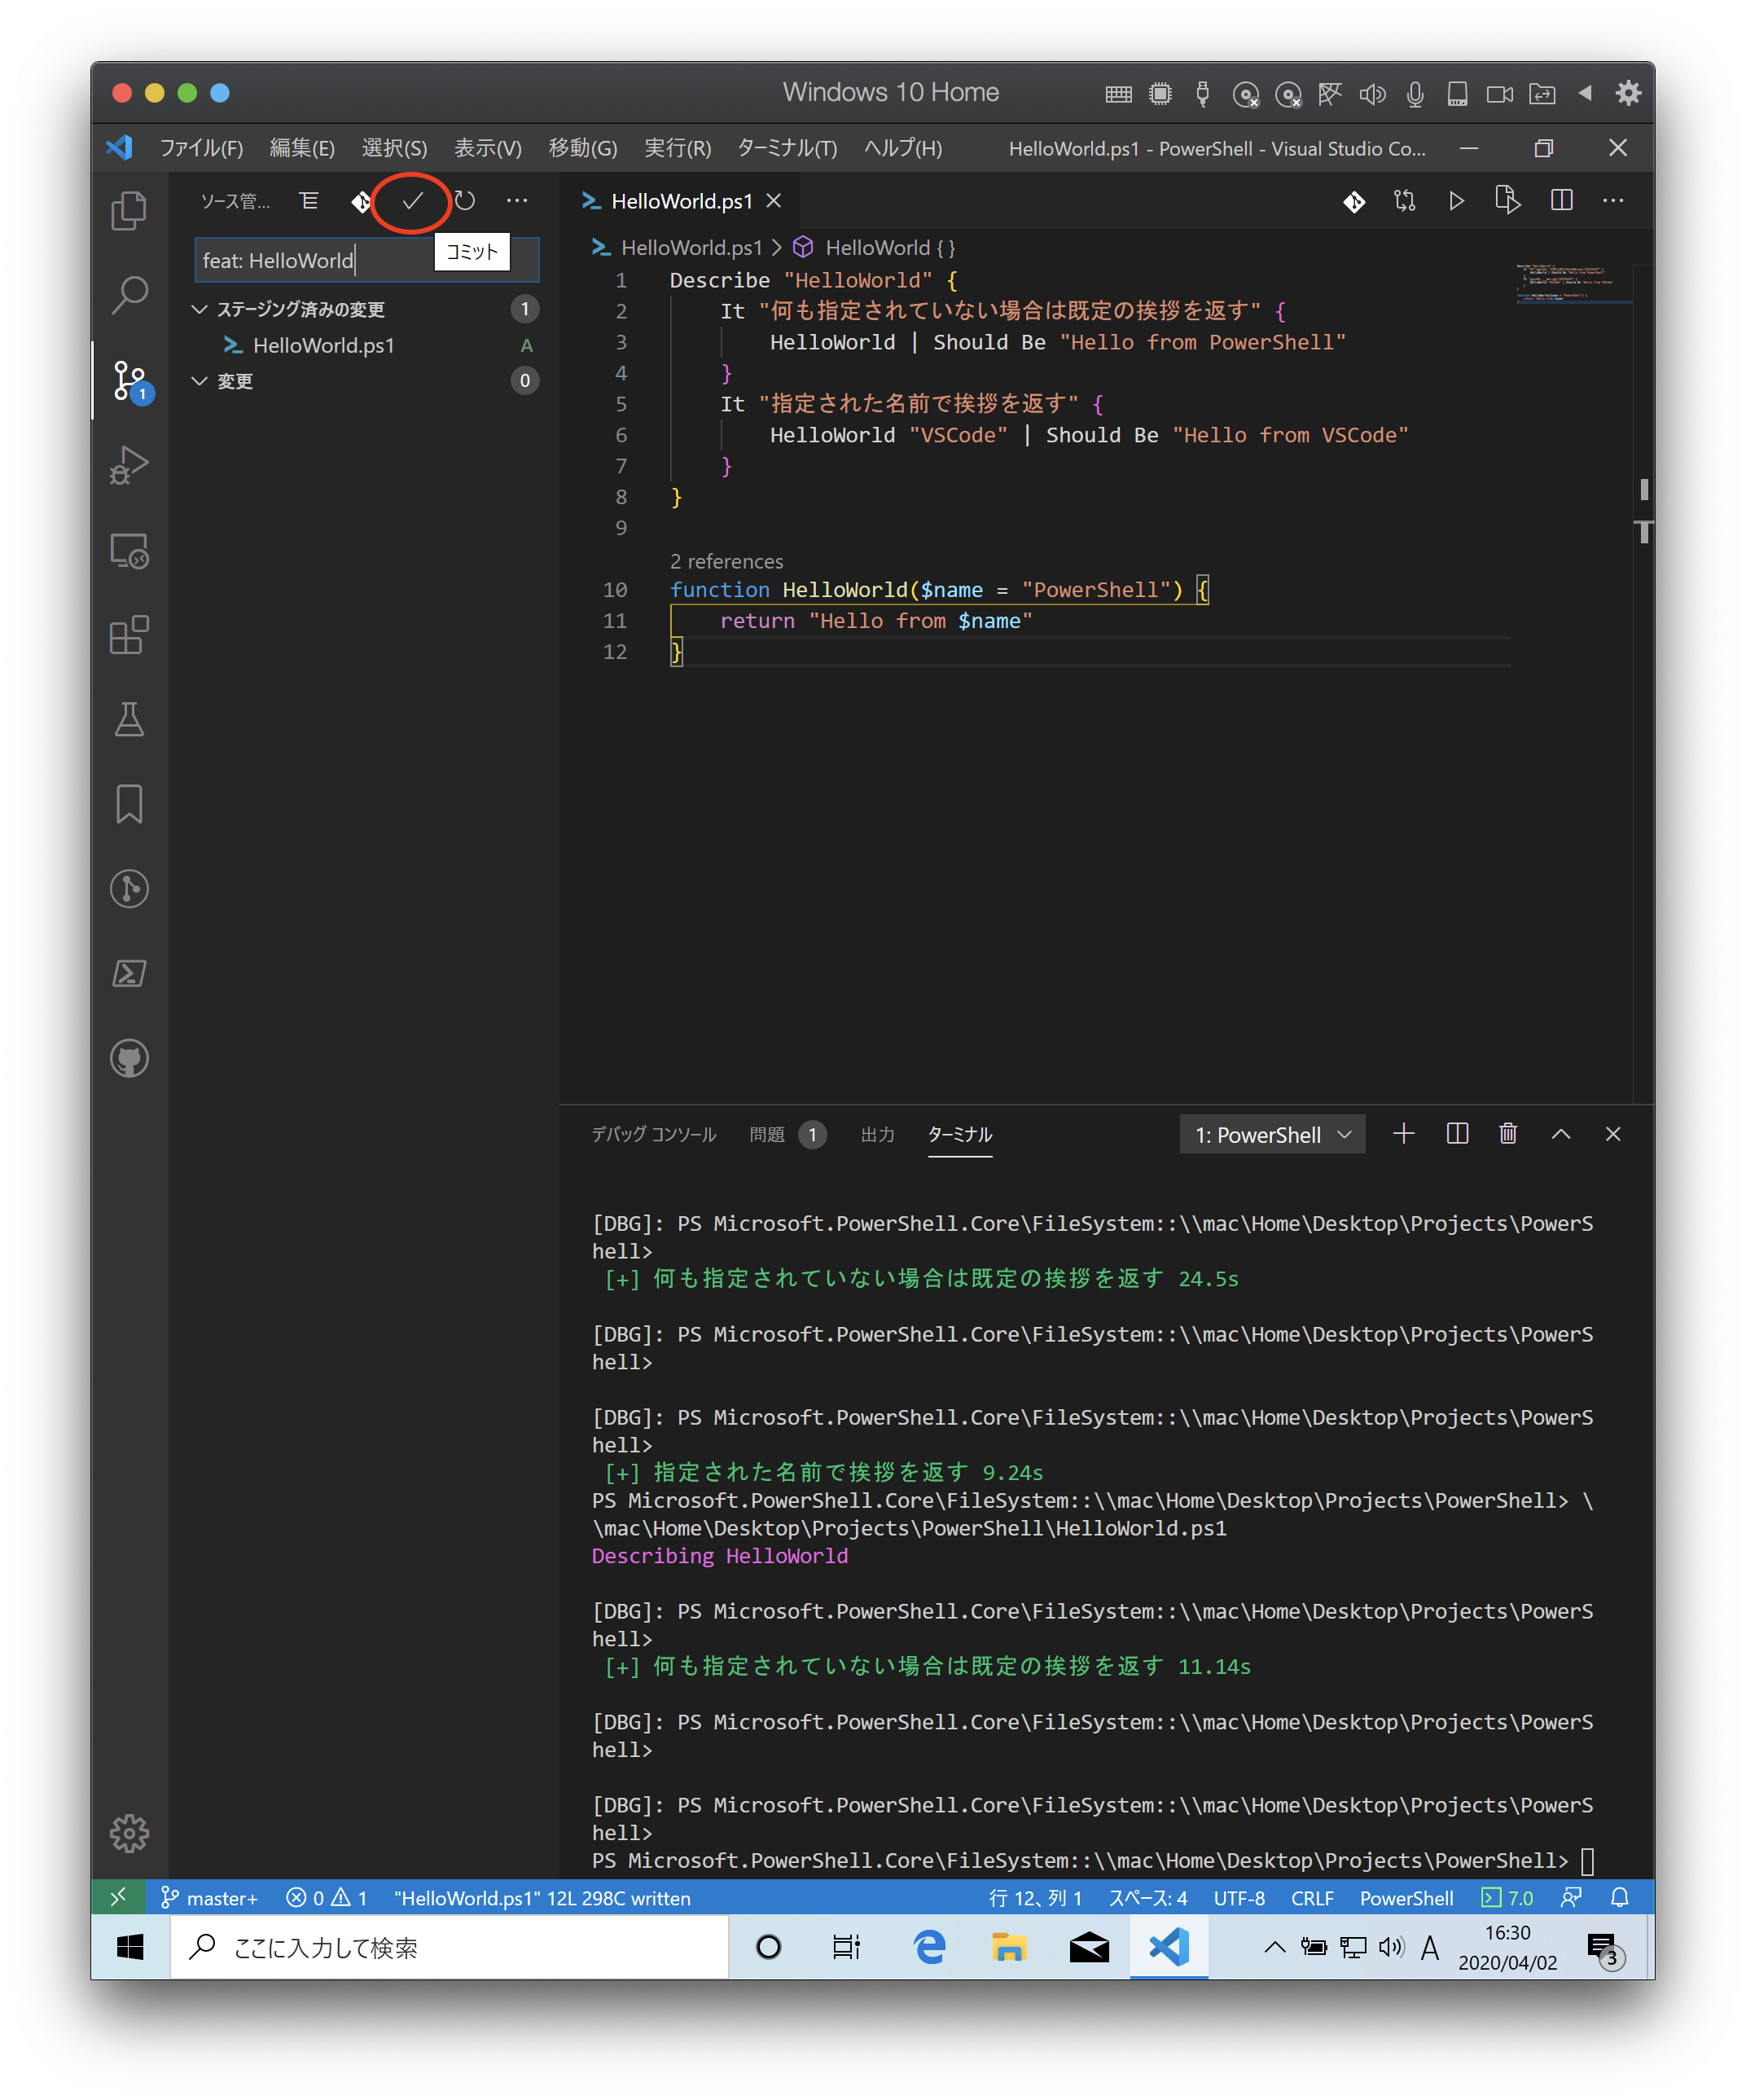 Windows 10 Home
ファイル(F) 編集(E) 選択(S) 表示(V) 移動(G) 実行(R) ターミナル(T) ヘルプ(H) HelloWorld.ps1 - PowerShell - Visual Studio Co...
ソース管...
HelloWorld.ps1
feat: HelloWorld
コミット
ステージング済みの変更 1
HelloWorld.ps1 A
変更 0
1
HelloWorld.ps1 > HelloWorld { }
1 Describe "HelloWorld" {
2 It "何も指定されていない場合は既定の挨拶を返す" {
3 HelloWorld | Should Be "Hello from PowerShell"
4 }
5 It "指定された名前で挨拶を返す" {
6 HelloWorld "VSCode" | Should Be "Hello from VSCode"
7 }
8 }
9
2 references
10 function HelloWorld($name = "PowerShell") {
11 return "Hello from $name"
12 }
デバッグ コンソール 問題 1 出力 ターミナル 1: PowerShell
[DBG]: PS Microsoft.PowerShell.Core\FileSystem::\\mac\Home\Desktop\Projects\PowerS
hell>
[+] 何も指定されていない場合は既定の挨拶を返す 24.5s
[DBG]: PS Microsoft.PowerShell.Core\FileSystem::\\mac\Home\Desktop\Projects\PowerS
hell>
[DBG]: PS Microsoft.PowerShell.Core\FileSystem::\\mac\Home\Desktop\Projects\PowerS
hell>
[+] 指定された名前で挨拶を返す 9.24s
PS Microsoft.PowerShell.Core\FileSystem::\\mac\Home\Desktop\Projects\PowerShell> \
\mac\Home\Desktop\Projects\PowerShell\HelloWorld.ps1
Describing HelloWorld
[DBG]: PS Microsoft.PowerShell.Core\FileSystem::\\mac\Home\Desktop\Projects\PowerS
hell>
[+] 何も指定されていない場合は既定の挨拶を返す 11.14s
[DBG]: PS Microsoft.PowerShell.Core\FileSystem::\\mac\Home\Desktop\Projects\PowerS
hell>
[DBG]: PS Microsoft.PowerShell.Core\FileSystem::\\mac\Home\Desktop\Projects\PowerS
hell>
PS Microsoft.PowerShell.Core\FileSystem::\\mac\Home\Desktop\Projects\PowerShell>
master+ 0 1 "HelloWorld.ps1" 12L 298C written 行 12、列 1 スペース: 4 UTF-8 CRLF PowerShell 7.0
ここに入力して検索
A
16:30
2020/04/02
3